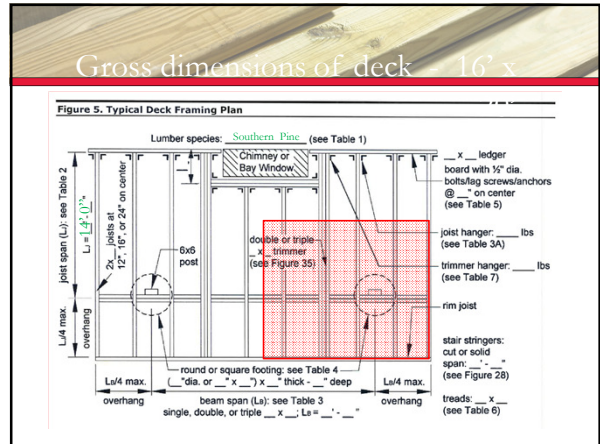 Gross dimensions of deck - 16' x
Figure 5. Typical Deck Framing Plan
Lumber species: Southern Pine (see Table 1)
Chimney or
Bay Window
__'
__ x __ ledger
board with ½" dia.
bolts/lag screws/anchors
@ __" on center
(see Table 5)
joist span (LJ): see Table 2
LJ = 14'-0"
2x__ joists at
12", 16", or 24" on center
6x6
post
double or triple
__ x __ trimmer
(see Figure 35)
joist hanger: ____ lbs
(see Table 3A)
trimmer hanger: ____ lbs
(see Table 7)
rim joist
LJ/4 max.
overhang
stair stringers:
cut or solid
span: __' - __"
(see Figure 28)
treads: __ x __
(see Table 6)
round or square footing: see Table 4
(__"dia. or __" x __") x __" thick - __" deep
LB/4 max.
overhang
beam span (LB): see Table 3
single, double, or triple __ x __; LB = __' - __"
LB/4 max.
overhang